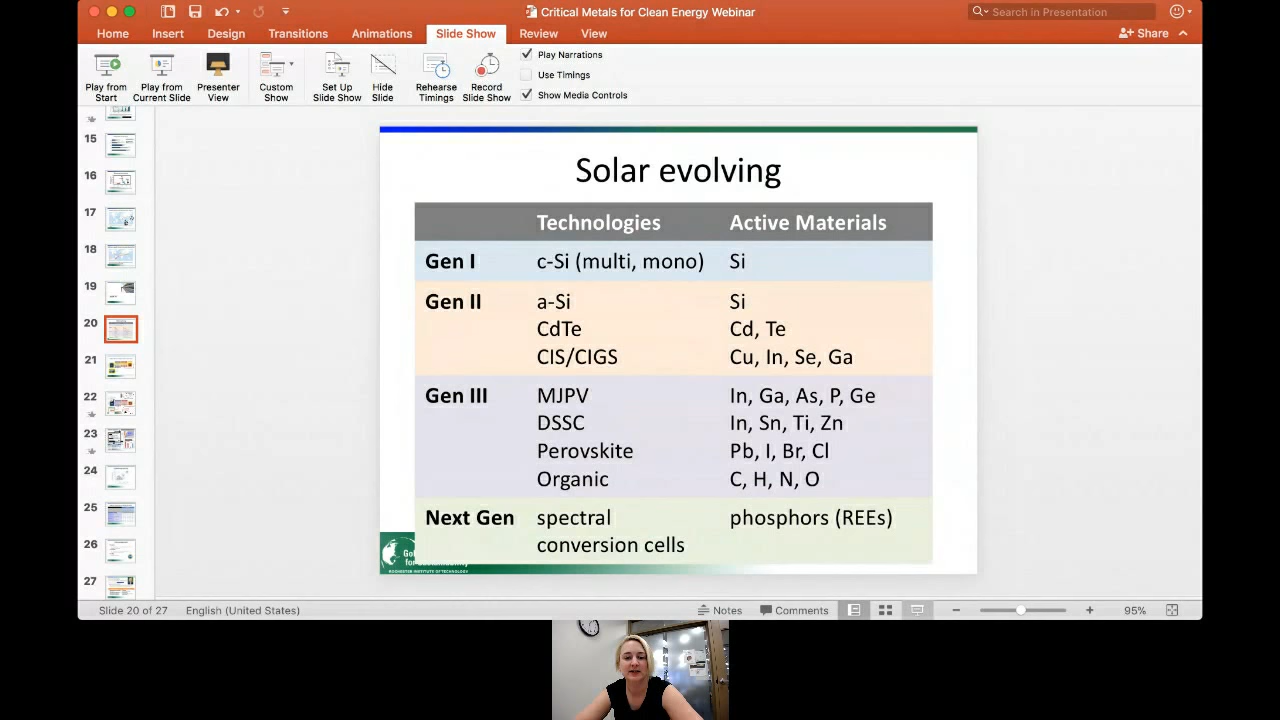 Critical Metals for Clean Energy Webinar
Search in Presentation
Home Insert Design Transitions Animations Slide Show Review View
Share
Play from Start
Play from Current Slide
Presenter View
Custom Show
Set Up Slide Show
Hide Slide
Rehearse Timings
Record Slide Show
Play Narrations
Use Timings
Show Media Controls
15
16
17
18
19
20
21
22
23
24
25
26
27
Solar evolving
Technologies Active Materials
Gen I c-Si (multi, mono) Si
Gen II a-Si Si
CdTe Cd, Te
CIS/CIGS Cu, In, Se, Ga
Gen III MJPV In, Ga, As, P, Ge
DSSC In, Sn, Ti, Zn
Perovskite Pb, I, Br, Cl
Organic C, H, N, O
Next Gen spectral phosphors (REEs)
conversion cells
ROCHESTER INSTITUTE OF TECHNOLOGY
Slide 20 of 27 English (United States) Notes Comments 95%